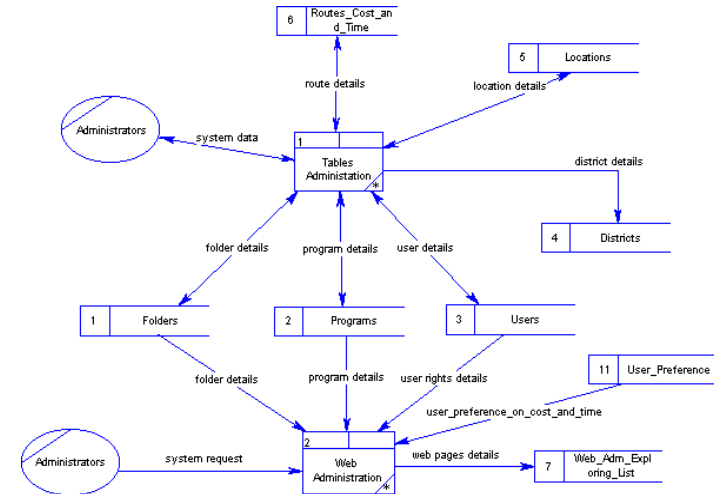 6
Routes_Cost_an
d_Time
5
Locations
route details
location details
Administrators
system data
1
Tables
Administation
*
district details
4
Districts
folder details
program details
user details
1
Folders
2
Programs
3
Users
11
User_Preference
folder details
program details
user rights details
user_preference_on_cost_and_time
2
Web
Administration
*
Administrators
system request
web pages details
7
Web_Adm_Expl
oring_List